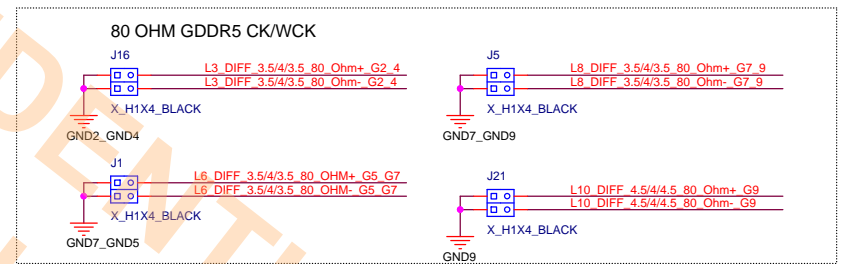 80 OHM GDDR5 CK/WCK
J16
L3_DIFF_3.5/4/3.5_80_Ohm+_G2_4
L3_DIFF_3.5/4/3.5_80_Ohm-_G2_4
X_H1X4_BLACK
GND2_GND4
J5
L8_DIFF_3.5/4/3.5_80_Ohm+_G7_9
L8_DIFF_3.5/4/3.5_80_Ohm-_G7_9
X_H1X4_BLACK
GND7_GND9
J1
L6_DIFF_3.5/4/3.5_80_OHM+_G5_G7
L6_DIFF_3.5/4/3.5_80_OHM-_G5_G7
X_H1X4_BLACK
GND7_GND5
J21
L10_DIFF_4.5/4/4.5_80_Ohm+_G9
L10_DIFF_4.5/4/4.5_80_Ohm-_G9
X_H1X4_BLACK
GND9